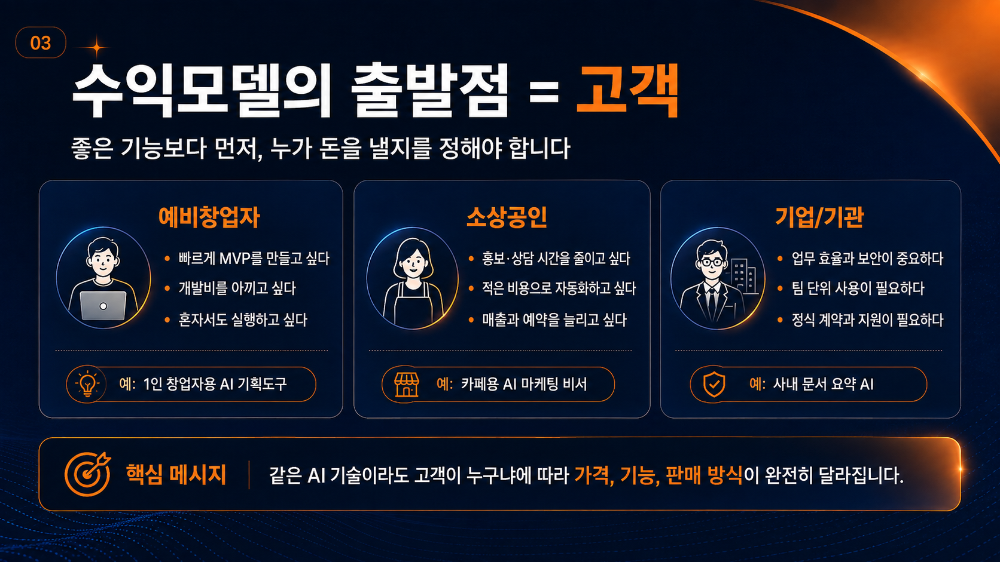 03
수익모델의 출발점 = 고객
좋은 기능보다 먼저, 누가 돈을 낼지를 정해야 합니다
예비창업자
• 빠르게 MVP를 만들고 싶다
• 개발비를 아끼고 싶다
• 혼자서도 실행하고 싶다
예: 1인 창업자용 AI 기획도구
소상공인
• 홍보·상담 시간을 줄이고 싶다
• 적은 비용으로 자동화하고 싶다
• 매출과 예약을 늘리고 싶다
예: 카페용 AI 마케팅 비서
기업/기관
• 업무 효율과 보안이 중요하다
• 팀 단위 사용이 필요하다
• 정식 계약과 지원이 필요하다
예: 사내 문서 요약 AI
핵심 메시지
같은 AI 기술이라도 고객이 누구냐에 따라 가격, 기능, 판매 방식이 완전히 달라집니다.